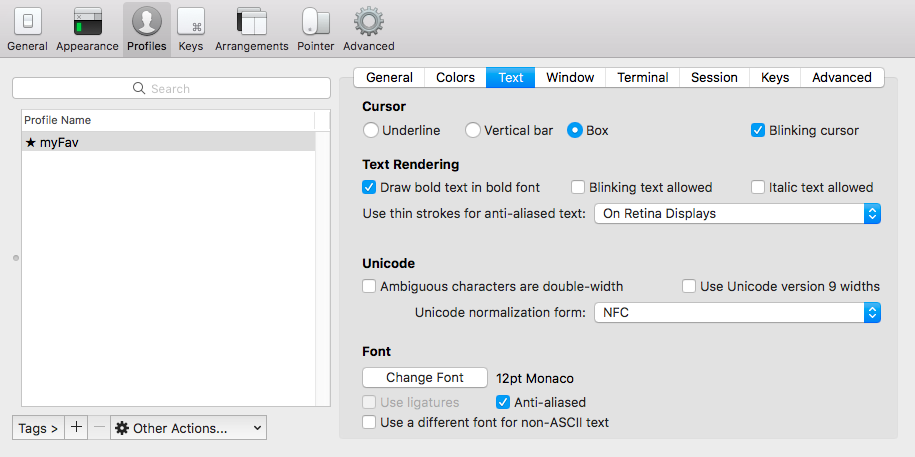 General Appearance Profiles Keys Arrangements Pointer Advanced
Search
Profile Name
★ myFav
Tags > + − Other Actions...
General Colors Text Window Terminal Session Keys Advanced
Cursor
Underline Vertical bar Box Blinking cursor
Text Rendering
Draw bold text in bold font Blinking text allowed Italic text allowed
Use thin strokes for anti-aliased text: On Retina Displays
Unicode
Ambiguous characters are double-width Use Unicode version 9 widths
Unicode normalization form: NFC
Font
Change Font 12pt Monaco
Use ligatures Anti-aliased
Use a different font for non-ASCII text